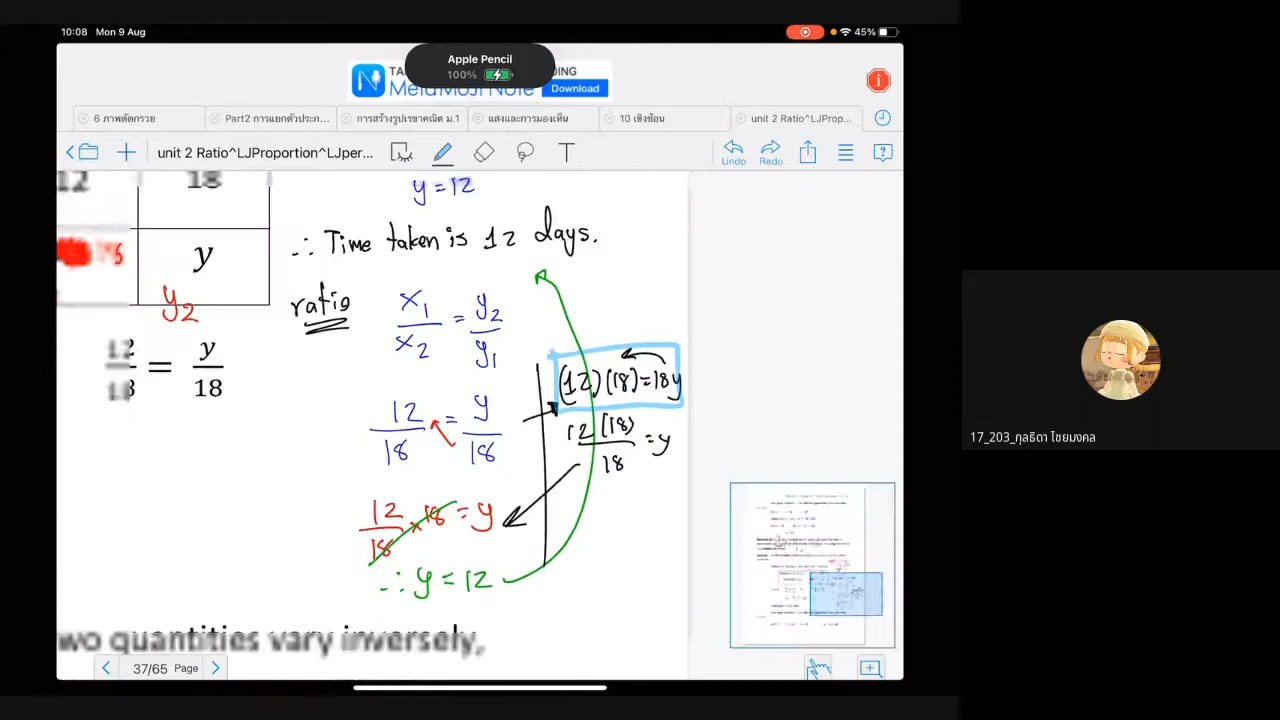 10:08 Mon 9 Aug
45%
Apple Pencil
100%
MetaMoJi Note
Download
6 ภาพตัดกรวย
Part2 การแยกตัวประก...
การสร้างรูปเรขาคณิต ม.1
แสงและการมองเห็น
10 เชิงซ้อน
unit 2 Ratio^LJProp...
unit 2 Ratio^LJProportion^LJper...
T
Undo
Redo
12 18
y = 12
∴ Time taken is 12 days.
y
y2
ratio
x1/x2 = y2/y1
= y/18
(12)(18) = 18y
12/18 = y/18
12(18)/18 = y
12/18 × 18 = y
∴ y = 12
two quantities vary inversely,
37/65 Page
17_203_กุลธิดา ไชยมงคล